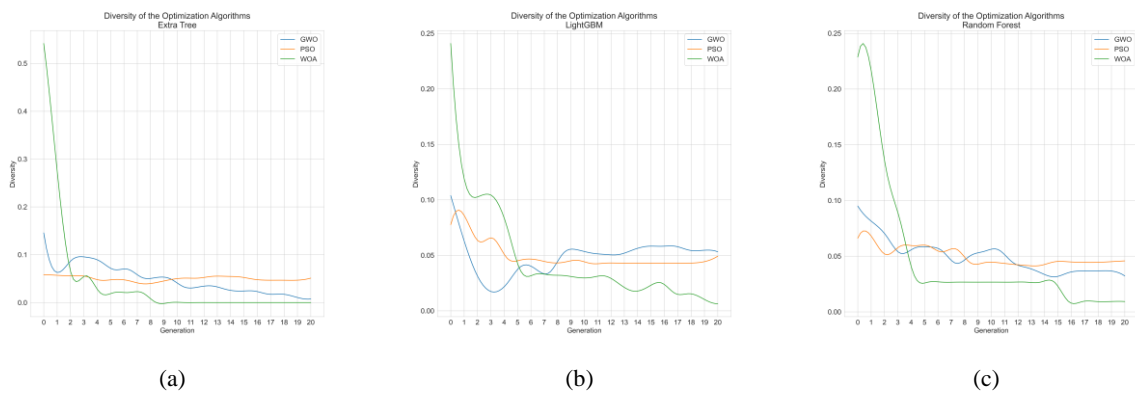 Diversity of the Optimization Algorithms
Extra Tree
GWO
PSO
WOA
0.5
0.4
0.3
0.2
0.1
0.0
Diversity
0 1 2 3 4 5 6 7 8 9 10 11 12 13 14 15 16 17 18 19 20
Generation
(a)
Diversity of the Optimization Algorithms
LightGBM
GWO
PSO
WOA
0.25
0.20
0.15
0.10
0.05
0.00
Diversity
0 1 2 3 4 5 6 7 8 9 10 11 12 13 14 15 16 17 18 19 20
Generation
(b)
Diversity of the Optimization Algorithms
Random Forest
GWO
PSO
WOA
0.25
0.20
0.15
0.10
0.05
0.00
Diversity
0 1 2 3 4 5 6 7 8 9 10 11 12 13 14 15 16 17 18 19 20
Generation
(c)